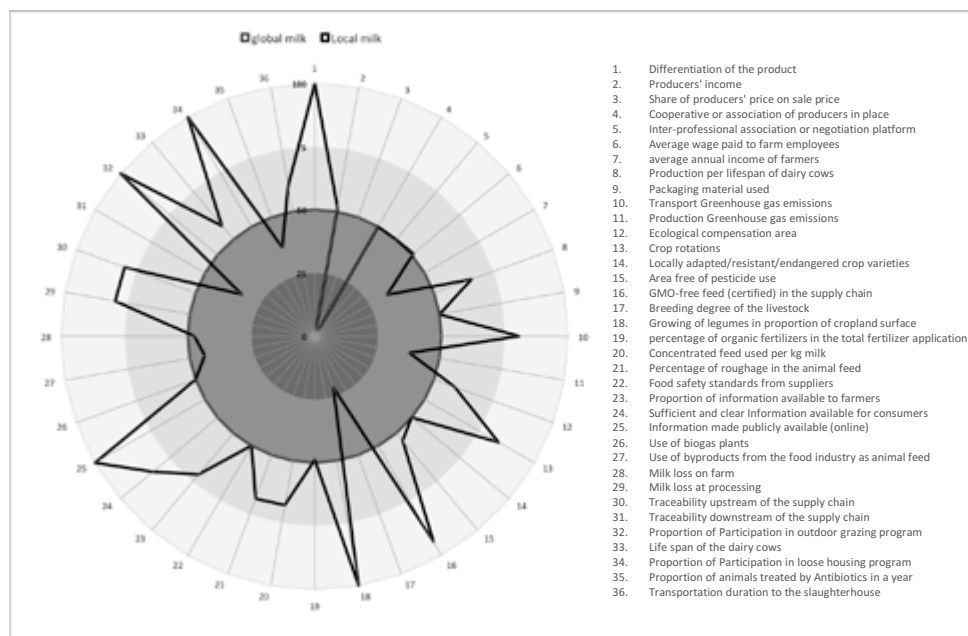 global milk Local milk
1
2
3
4
5
6
7
8
9
10
11
12
13
14
15
16
17
18
19
20
21
22
23
24
25
26
27
28
29
30
31
32
33
34
35
36
100
75
50
25
0
1. Differentiation of the product
2. Producers' income
3. Share of producers' price on sale price
4. Cooperative or association of producers in place
5. Inter-professional association or negotiation platform
6. Average wage paid to farm employees
7. average annual income of farmers
8. Production per lifespan of dairy cows
9. Packaging material used
10. Transport Greenhouse gas emissions
11. Production Greenhouse gas emissions
12. Ecological compensation area
13. Crop rotations
14. Locally adapted/resistant/endangered crop varieties
15. Area free of pesticide use
16. GMO-free feed (certified) in the supply chain
17. Breeding degree of the livestock
18. Growing of legumes in proportion of cropland surface
19. percentage of organic fertilizers in the total fertilizer application
20. Concentrated feed used per kg milk
21. Percentage of roughage in the animal feed
22. Food safety standards from suppliers
23. Proportion of information available to farmers
24. Sufficient and clear Information available for consumers
25. Information made publicly available (online)
26. Use of biogas plants
27. Use of byproducts from the food industry as animal feed
28. Milk loss on farm
29. Milk loss at processing
30. Traceability upstream of the supply chain
31. Traceability downstream of the supply chain
32. Proportion of Participation in outdoor grazing program
33. Life span of the dairy cows
34. Proportion of Participation in loose housing program
35. Proportion of animals treated by Antibiotics in a year
36. Transportation duration to the slaughterhouse